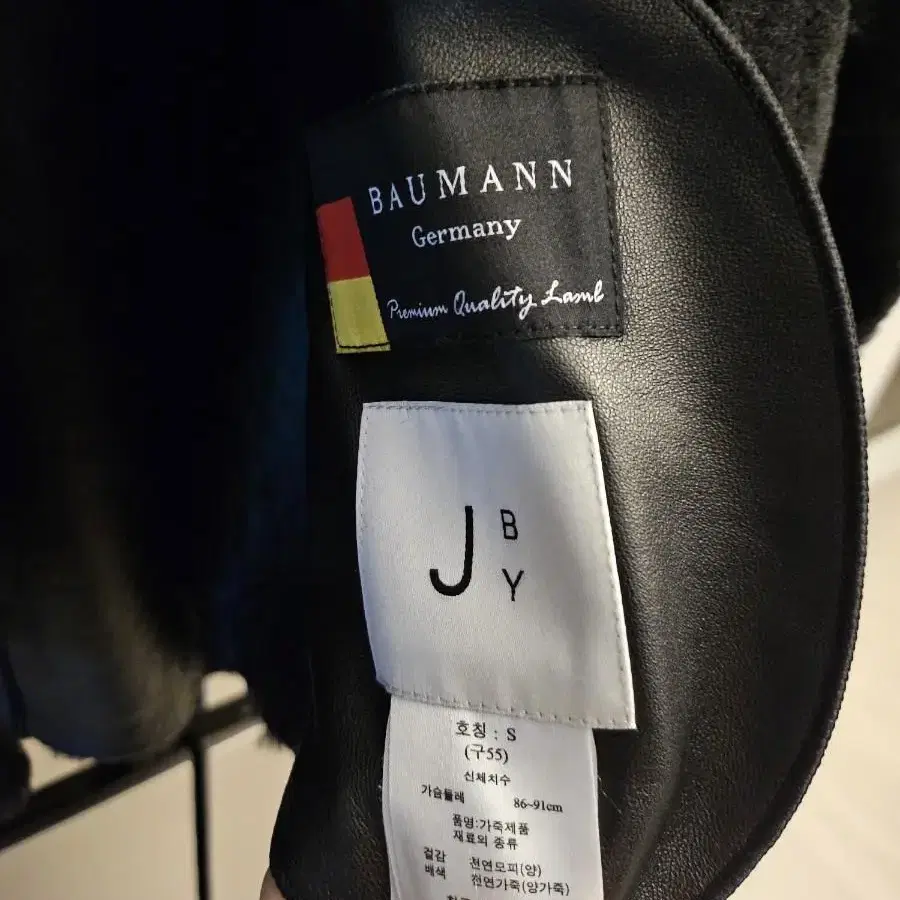 BAUMANN
Germany
Premium Quality Lamb
J BY
호칭 : S
(구55)
신체치수
가슴둘레 86~91cm
품명:가죽제품
재료의 종류
겉감 천연모피(양)
배색 천연가죽(양가죽)